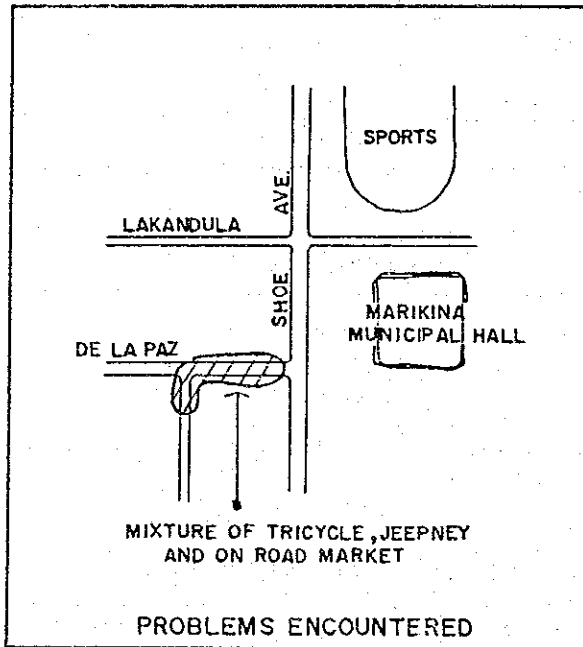 SPORTS
LAKANDULA
SHOE AVE.
MARIKINA
MUNICIPAL HALL
DE LA PAZ
MIXTURE OF TRICYCLE, JEEPNEY
AND ON ROAD MARKET
PROBLEMS ENCOUNTERED